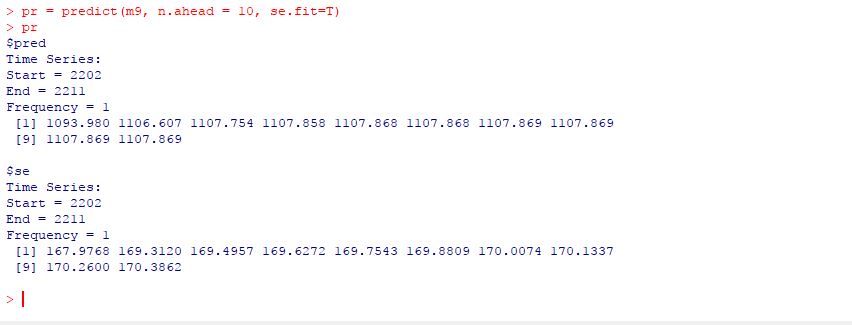 > pr = predict(m9, n.ahead = 10, se.fit=T)
> pr
$pred
Time Series:
Start = 2202
End = 2211
Frequency = 1
 [1] 1093.980 1106.607 1107.754 1107.858 1107.868 1107.868 1107.869 1107.869
 [9] 1107.869 1107.869

$se
Time Series:
Start = 2202
End = 2211
Frequency = 1
 [1] 167.9768 169.3120 169.4957 169.6272 169.7543 169.8809 170.0074 170.1337
 [9] 170.2600 170.3862

>